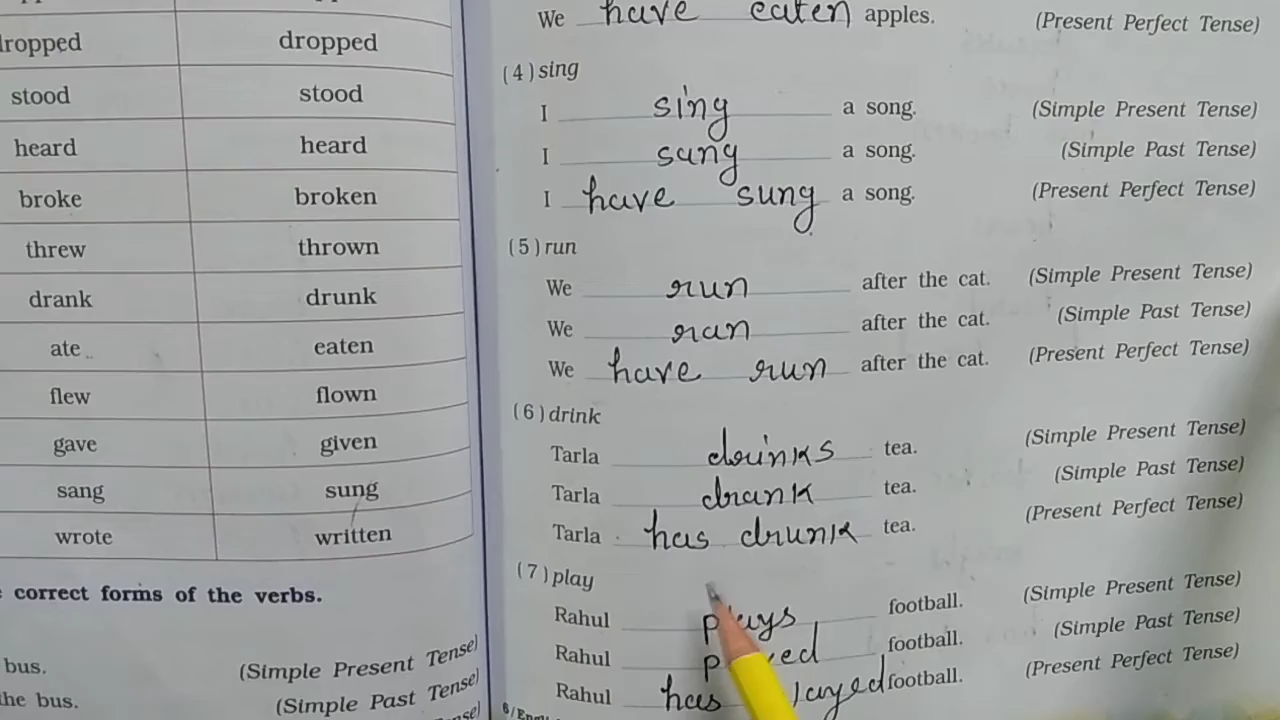 dropped dropped
stood stood
heard heard
broke broken
threw thrown
drank drunk
ate eaten
flew flown
gave given
sang sung
wrote written
correct forms of the verbs.
bus. (Simple Present Tense)
the bus. (Simple Past Tense)
We have eaten apples. (Present Perfect Tense)
(4) sing
I sing a song. (Simple Present Tense)
I sang a song. (Simple Past Tense)
I have sung a song. (Present Perfect Tense)
(5) run
We run after the cat. (Simple Present Tense)
We ran after the cat. (Simple Past Tense)
We have run after the cat. (Present Perfect Tense)
(6) drink
Tarla drinks tea. (Simple Present Tense)
Tarla drank tea. (Simple Past Tense)
Tarla has drunk tea. (Present Perfect Tense)
(7) play
Rahul plays football. (Simple Present Tense)
Rahul played football. (Simple Past Tense)
Rahul has played football. (Present Perfect Tense)